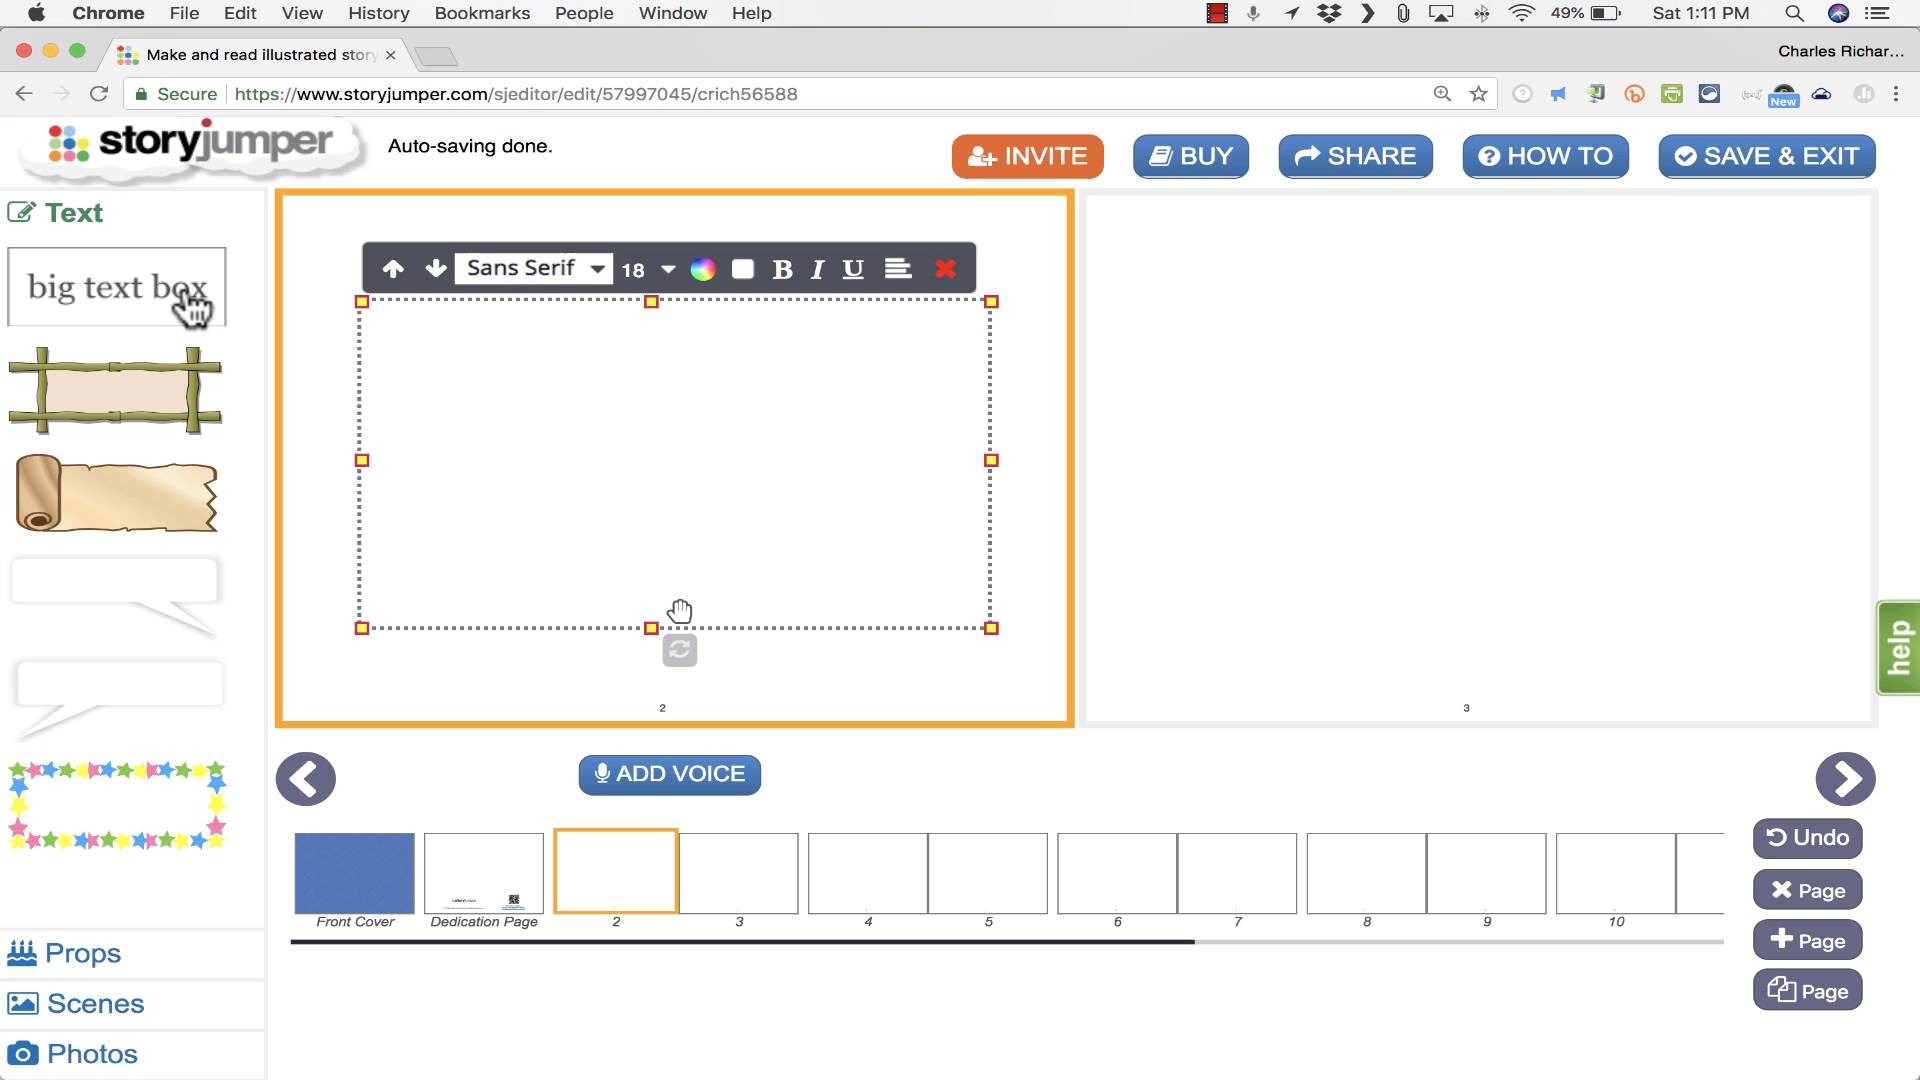 Chrome File Edit View History Bookmarks People Window Help 49% Sat 1:11 PM
Make and read illustrated story Charles Richar...
Secure https://www.storyjumper.com/sjeditor/edit/57997045/crich56588
New
storyjumper Auto-saving done. INVITE BUY SHARE HOW TO SAVE & EXIT
Text
Sans Serif 18 B I U
big text box
help
2 3
ADD VOICE
Undo
Page
Front Cover Dedication Page 2 3 4 5 6 7 8 9 10
Page
Props
Page
Scenes
Photos